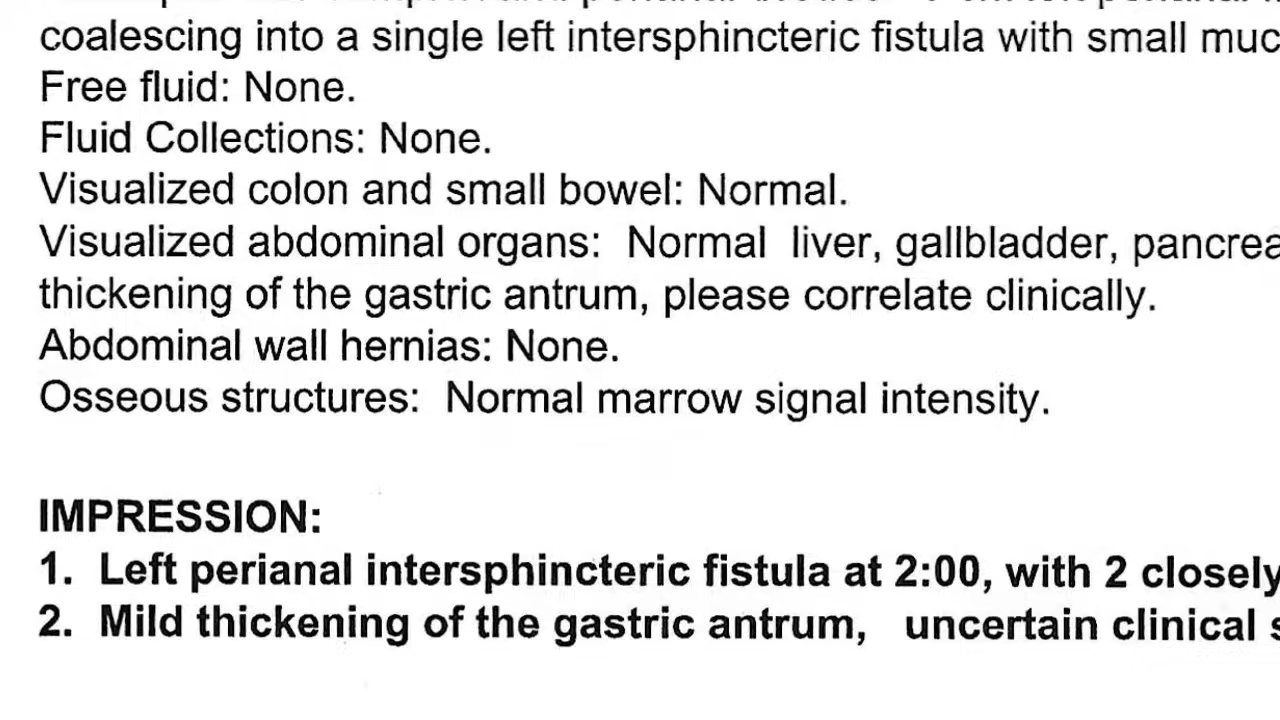 coalescing into a single left intersphincteric fistula with small muc
Free fluid: None.
Fluid Collections: None.
Visualized colon and small bowel: Normal.
Visualized abdominal organs: Normal liver, gallbladder, pancrea
thickening of the gastric antrum, please correlate clinically.
Abdominal wall hernias: None.
Osseous structures: Normal marrow signal intensity.
IMPRESSION:
1. Left perianal intersphincteric fistula at 2:00, with 2 closely
2. Mild thickening of the gastric antrum, uncertain clinical s